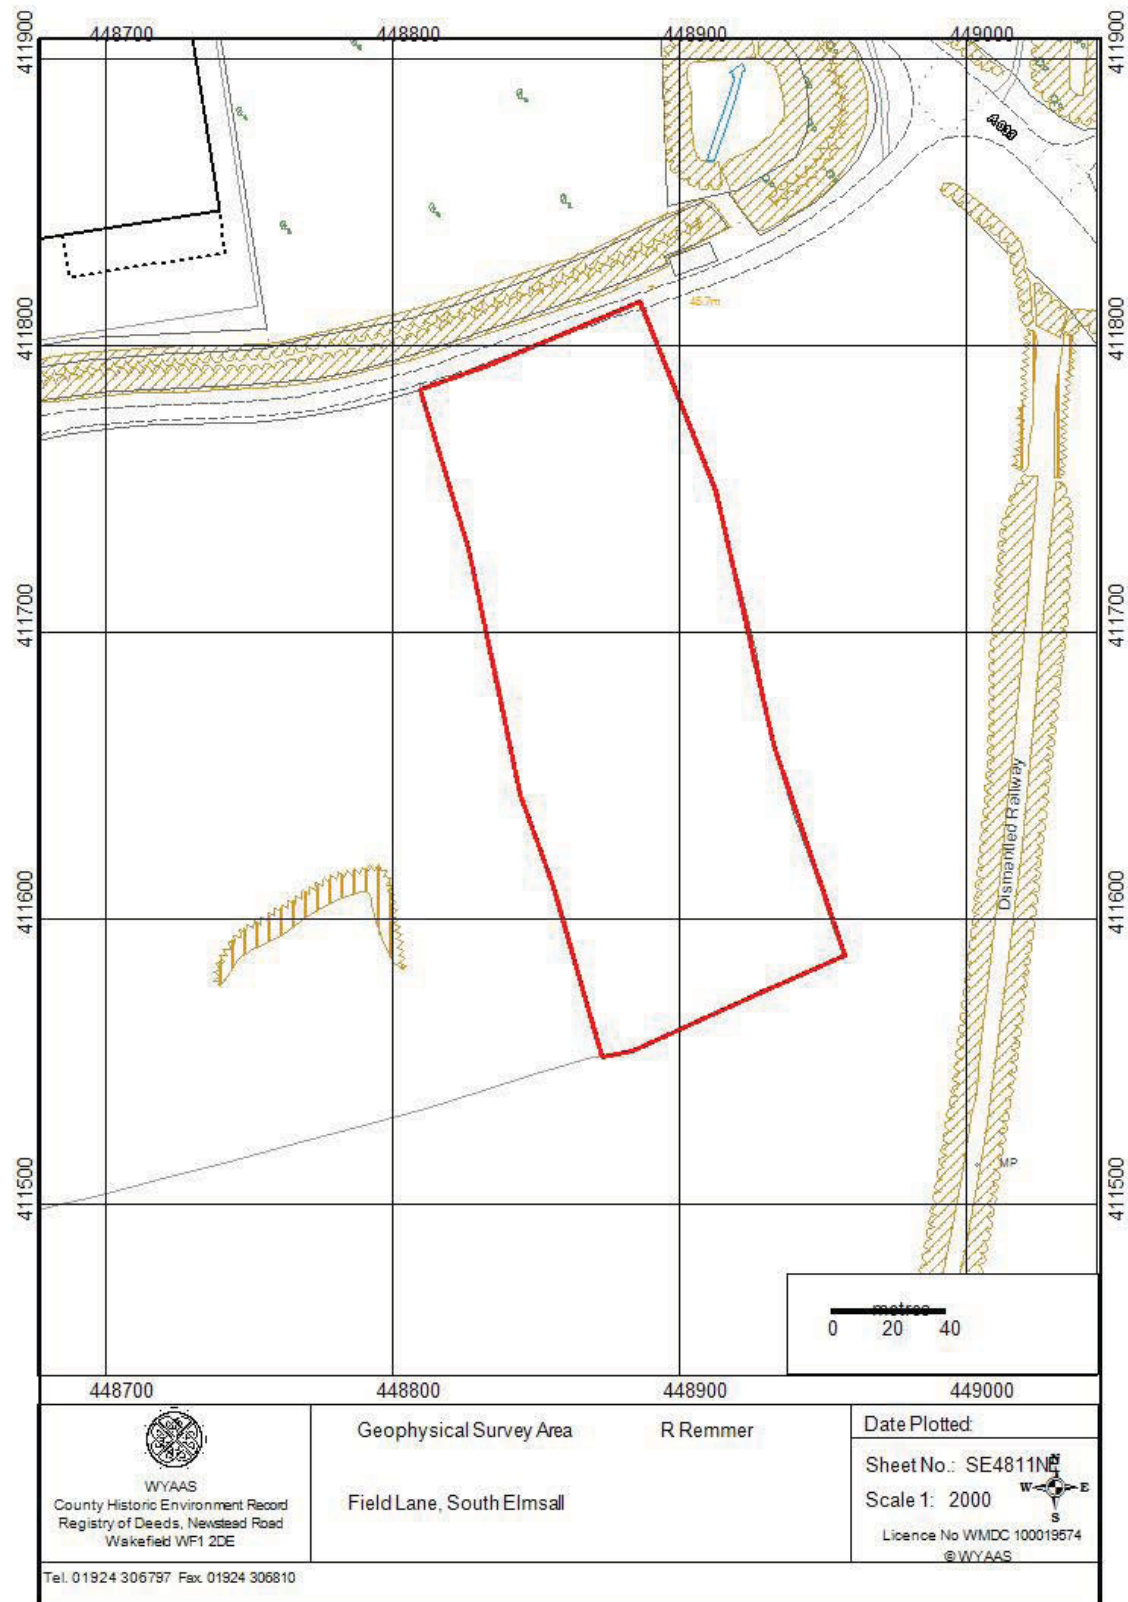 448700 448800 448900 449000
411900 411900
A 638
46.7m
411800 411800
411700 411700
Dismantled Railway
411600 411600
MP
411500 411500
metres
0 20 40
448700 448800 448900 449000
WYAAS
County Historic Environment Record
Registry of Deeds, Newstead Road
Wakefield WF1 2DE
Geophysical Survey Area R Remmer
Field Lane, South Elmsall
Date Plotted:
Sheet No.: SE4811NE
Scale 1: 2000
N
W E
S
Licence No WMDC 100019574
© WYAAS
Tel. 01924 306797 Fax. 01924 306810